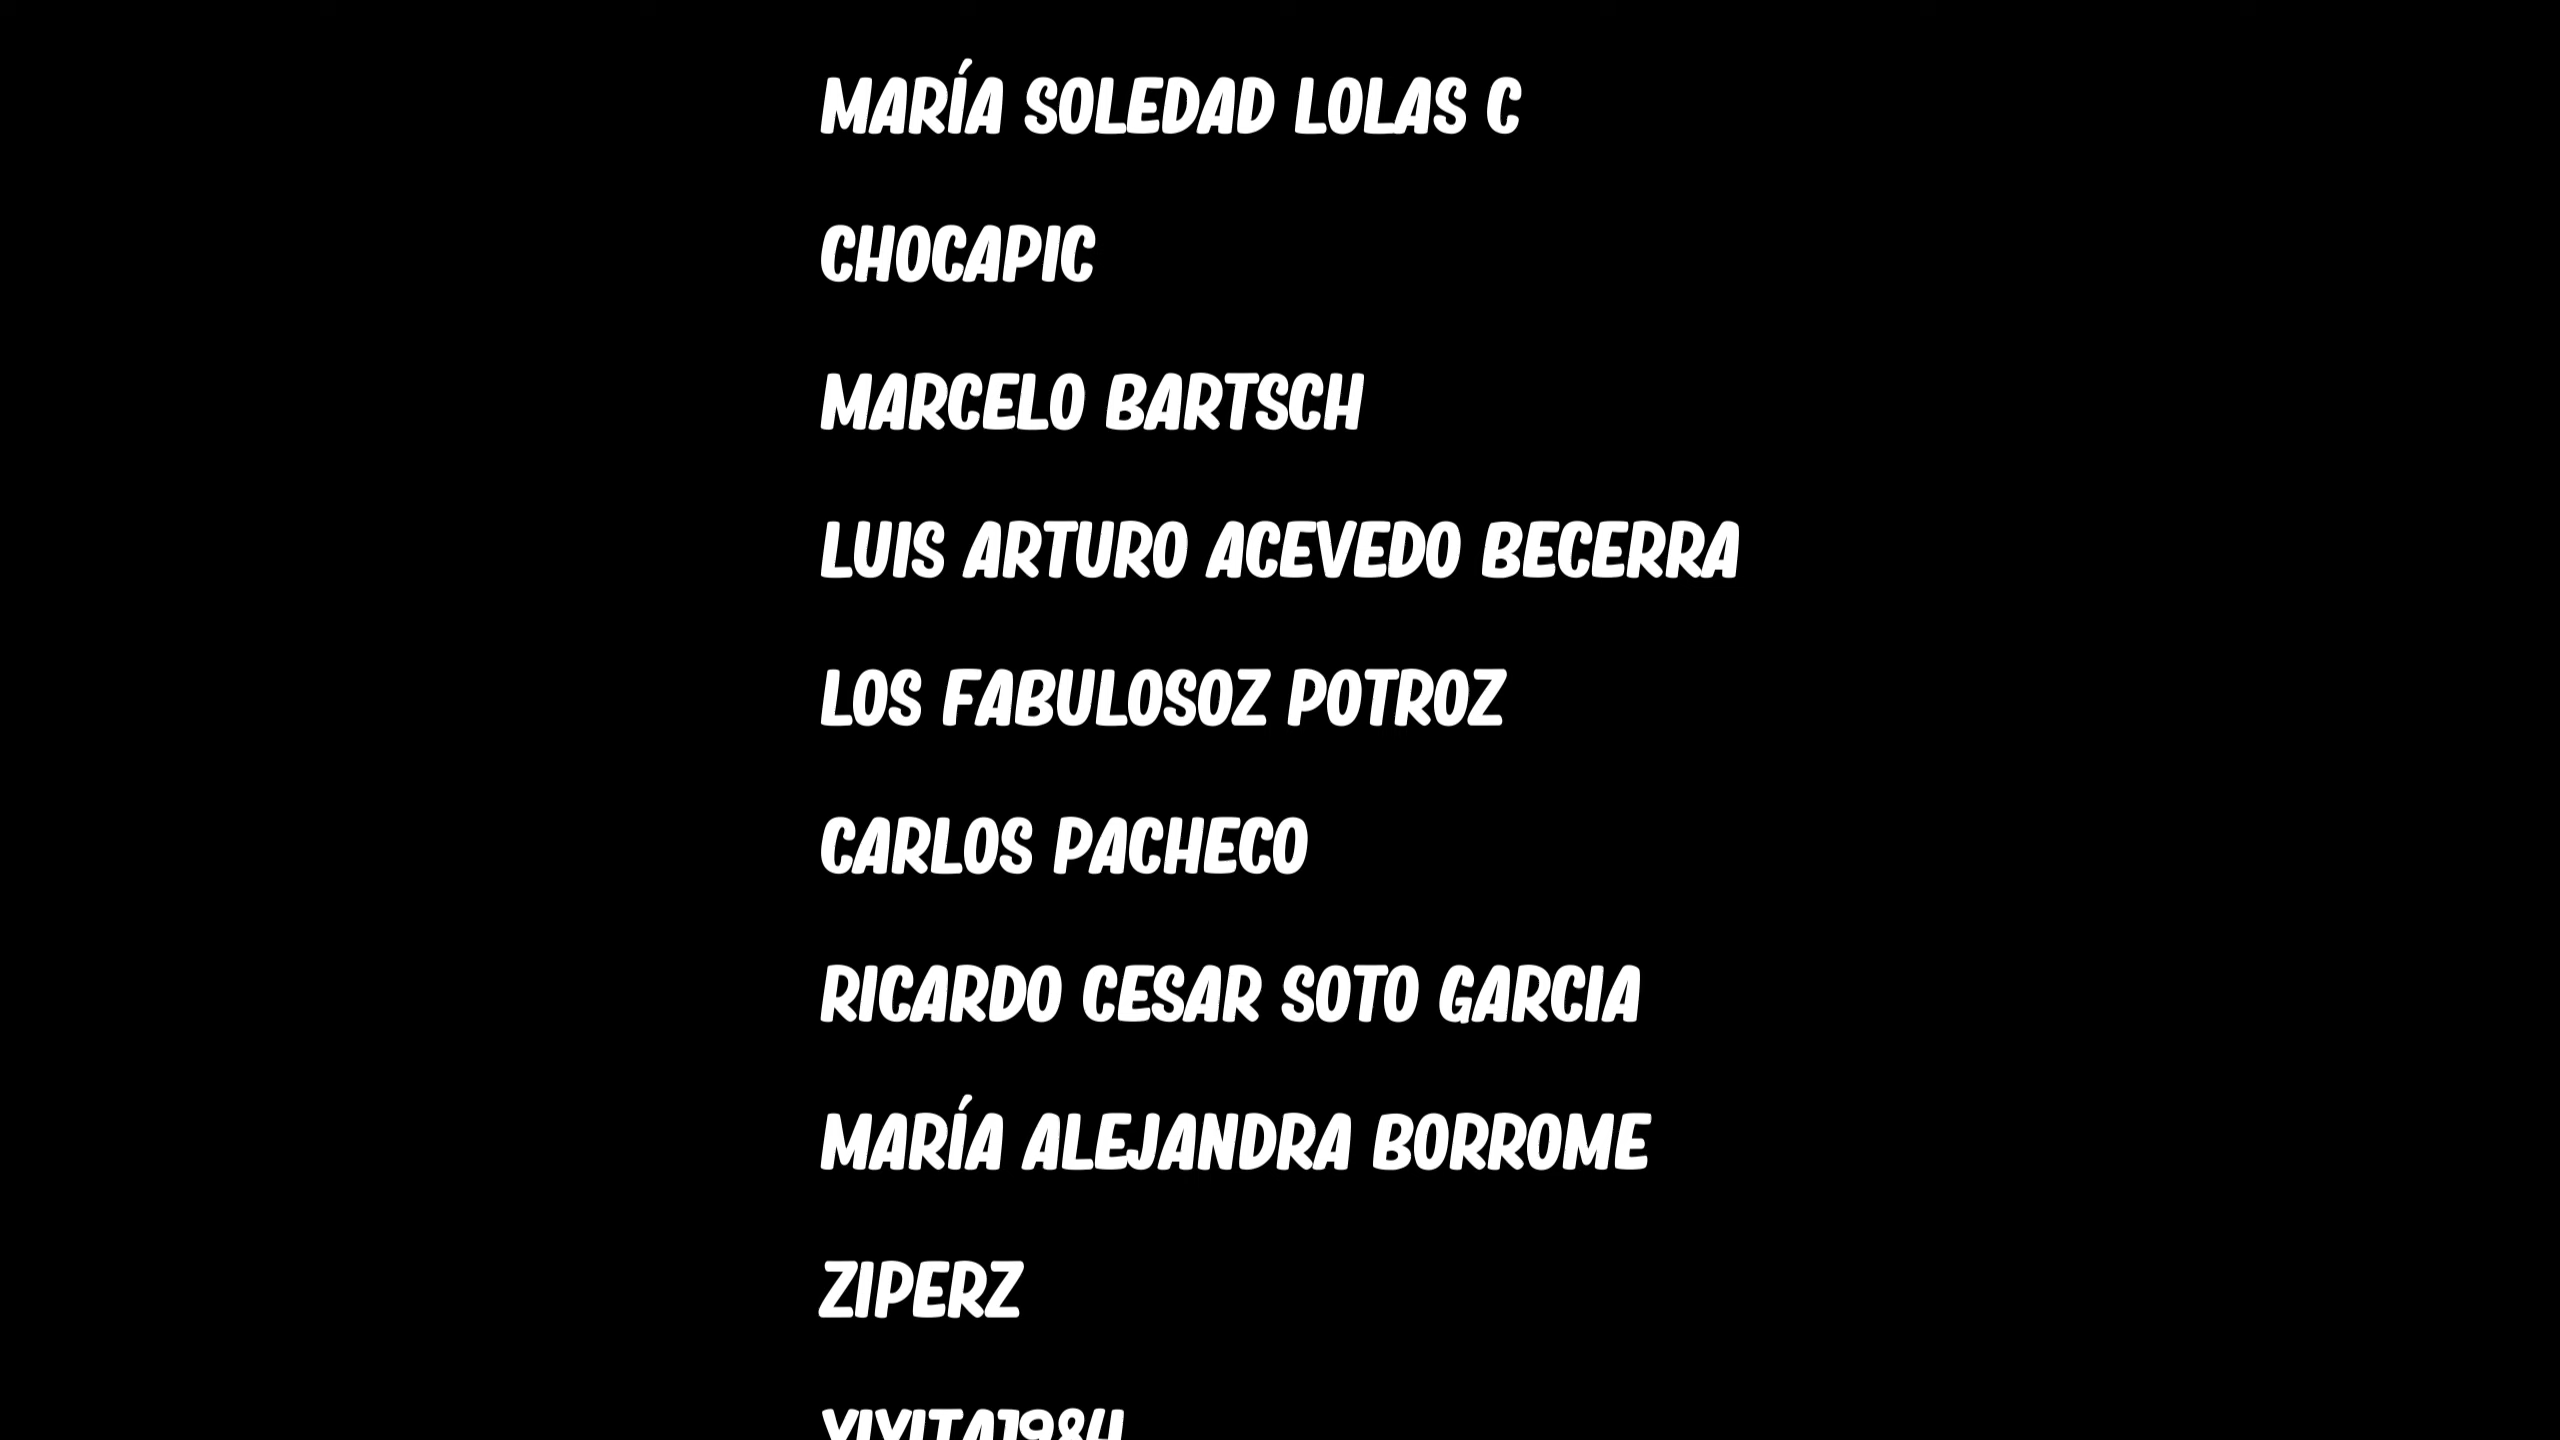 MARÍA SOLEDAD LOLAS C
CHOCAPIC
MARCELO BARTSCH
LUIS ARTURO ACEVEDO BECERRA
LOS FABULOSOZ POTROZ
CARLOS PACHECO
RICARDO CESAR SOTO GARCIA
MARÍA ALEJANDRA BORROME
ZIPERZ